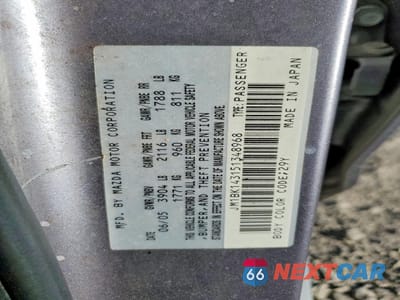 MFD. BY MAZDA MOTOR CORPORATION
DATE GVWR/PNBV GAWR/PNBE FRT GAWR/PNBE RR
06/05 3904 LB 2116 LB 1788 LB
1771 KG 960 KG 811 KG
THIS VEHICLE CONFORMS TO ALL APPLICABLE FEDERAL MOTOR VEHICLE SAFETY
,BUMPER,AND THEFT PREVENTION
STANDARDS IN EFFECT ON THE DATE OF MANUFACTURE SHOWN ABOVE.
JM1BK143151348968 TYPE:PASSENGER
BODY COLOR CODE:29Y MADE IN JAPAN
66 NEXTCAR